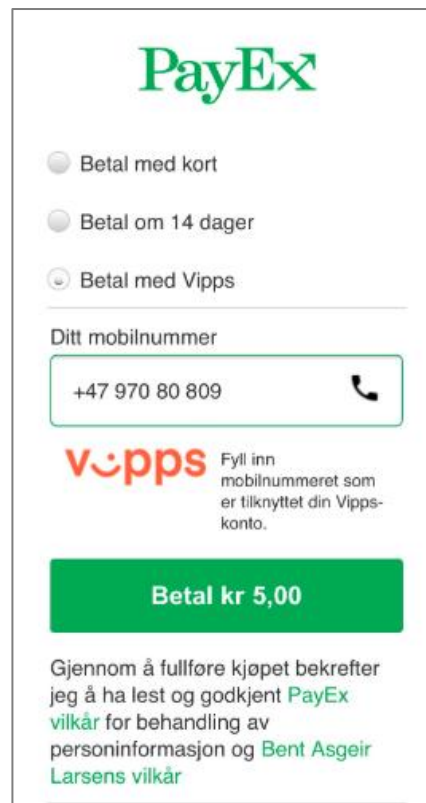 PayEx
Betal med kort
Betal om 14 dager
Betal med Vipps
Ditt mobilnummer
+47 970 80 809
vipps
Fyll inn
mobilnummeret som
er tilknyttet din Vipps-
konto.
Betal kr 5,00
Gjennom å fullføre kjøpet bekrefter
jeg å ha lest og godkjent PayEx
vilkår for behandling av
personinformasjon og Bent Asgeir
Larsens vilkår